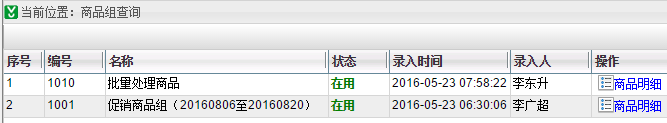 当前位置：商品组查询
序号 编号 名称 状态 录入时间 录入人 操作
1 1010 批量处理商品 在用 2016-05-23 07:58:22 李东升 商品明细
2 1001 促销商品组（20160806至20160820） 在用 2016-05-23 06:30:06 李广超 商品明细